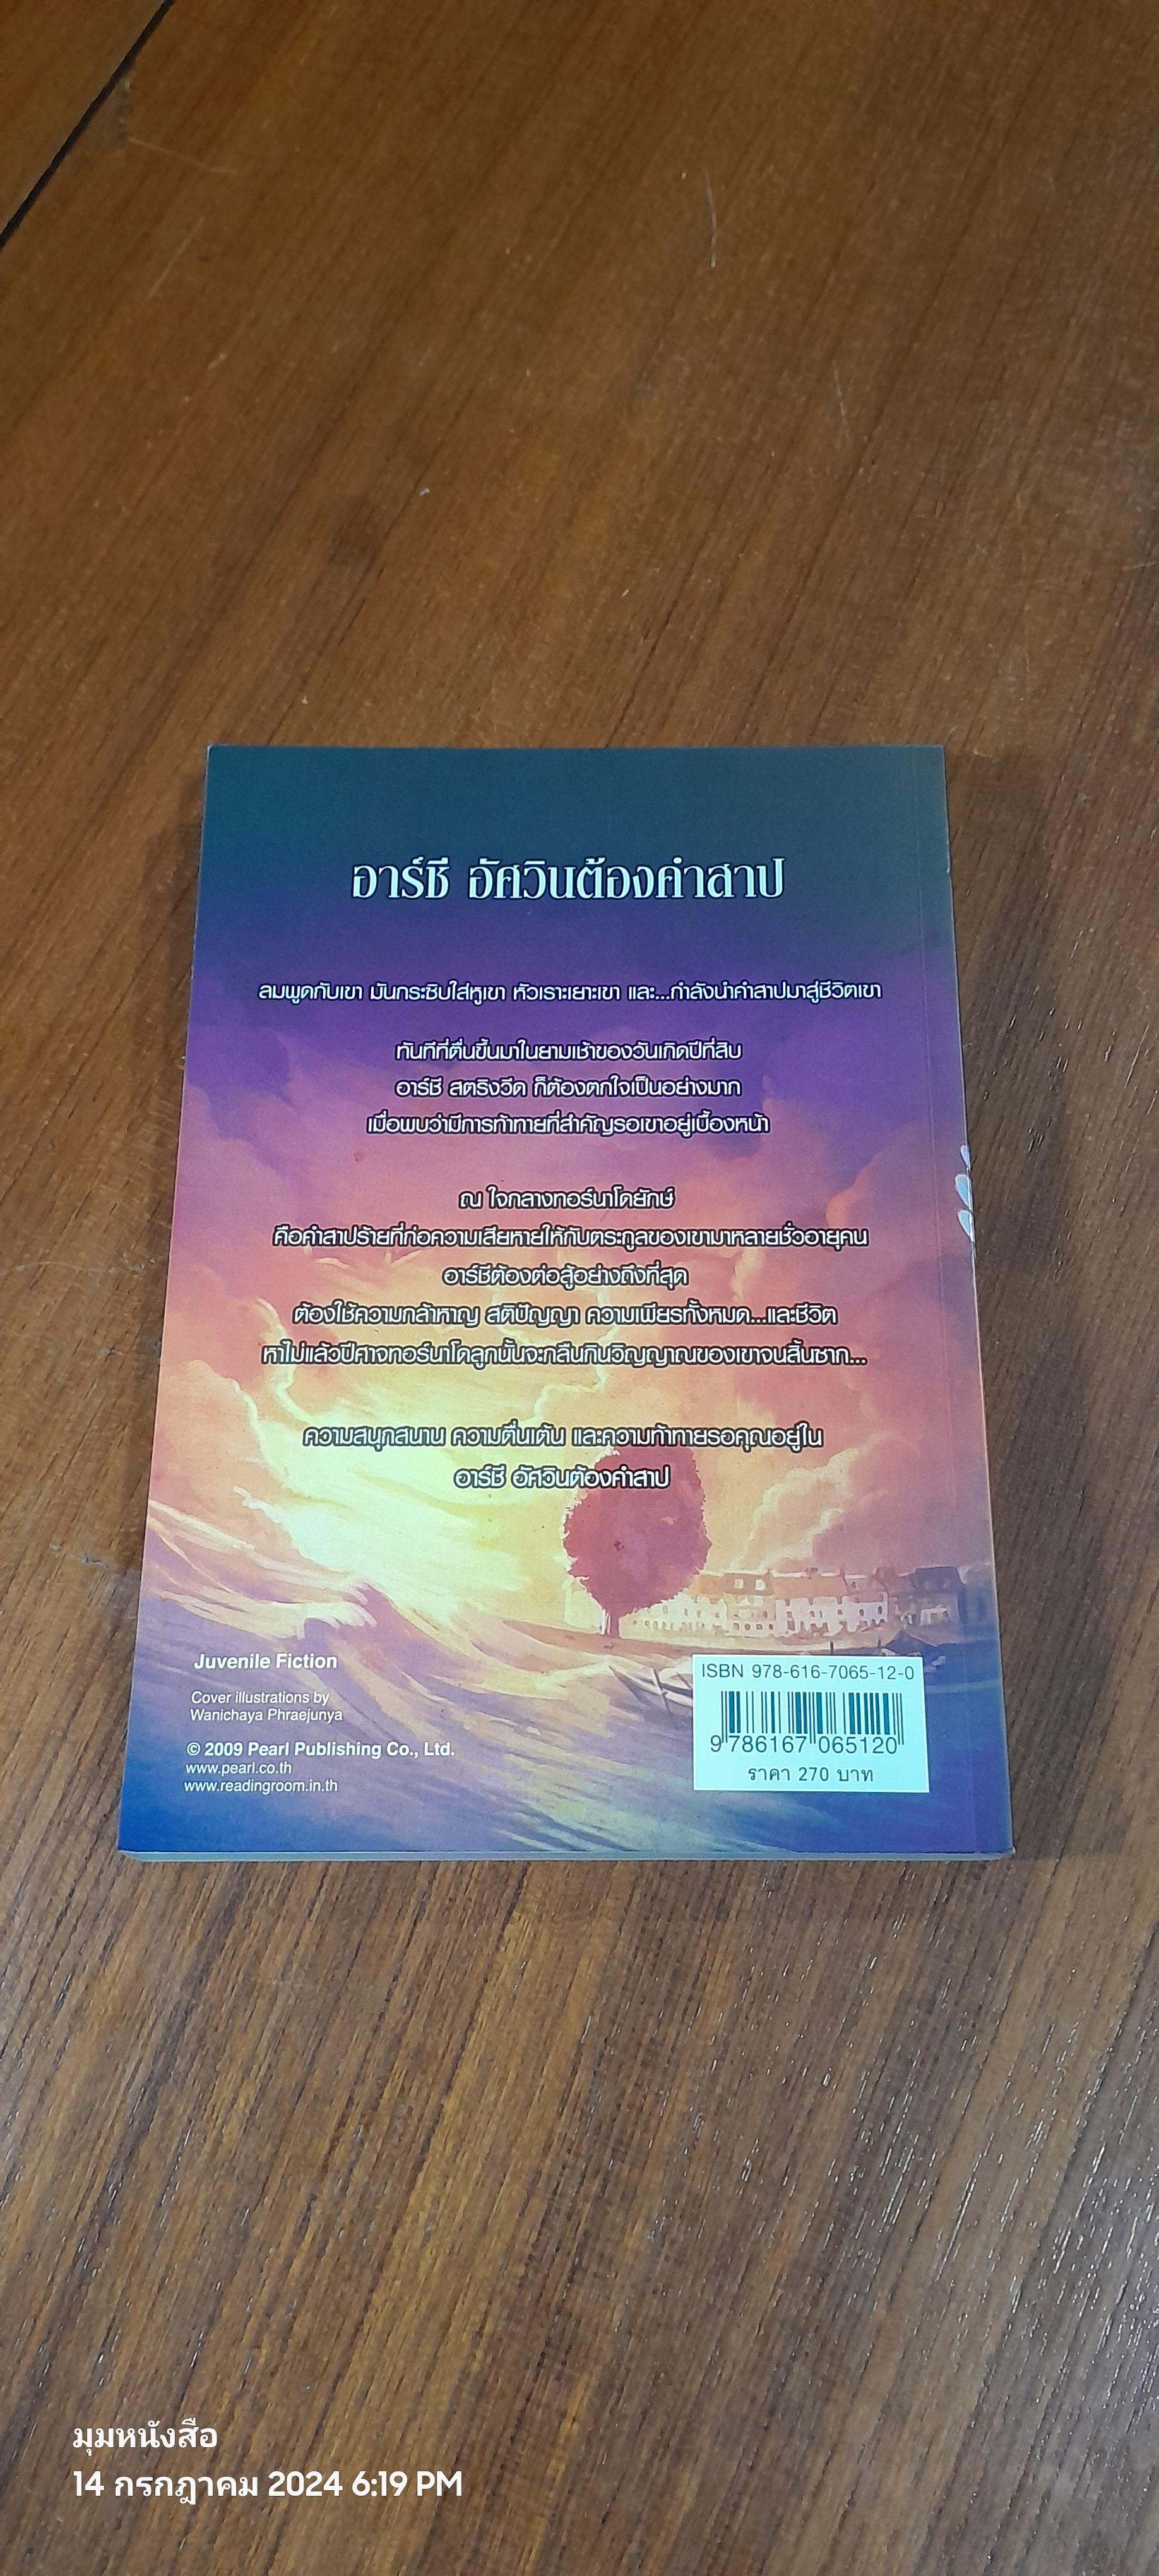 อาร์ชี อัศวินต้องคำสาป
ลมพูดกับเขา มันกระซิบใส่หูเขา หัวเราะเยาะเขา และ...กำลังนำคำสาปมาสู่ชีวิตเขา
ทันทีที่ตื่นขึ้นมาในยามเช้าของวันเกิดปีที่สิบ
อาร์ชี สตริงวีด ก็ต้องตกใจเป็นอย่างมาก
เมื่อพบว่ามีการท้าทายที่สำคัญรอเขาอยู่เบื้องหน้า
ณ ใจกลางทอร์นาโดยักษ์
คือคำสาปร้ายที่ก่อความเสียหายให้กับตระกูลของเขามาหลายชั่วอายุคน
อาร์ชีต้องต่อสู้อย่างถึงที่สุด
ต้องใช้ความกล้าหาญ สติปัญญา ความเพียรทั้งหมด...และชีวิต
หาไม่แล้วปีศาจทอร์นาโดลูกนั้นจะกลืนกินวิญญาณของเขาจนสิ้นซาก...
ความสนุกสนาน ความตื่นเต้น และความท้าทายรอคุณอยู่ใน
อาร์ชี อัศวินต้องคำสาป
Juvenile Fiction
Cover illustrations by
Wanichaya Phraejunya
© 2009 Pearl Publishing Co., Ltd.
www.pearl.co.th
www.readingroom.in.th
ISBN 978-616-7065-12-0
9 786167 065120
ราคา 270 บาท
มุมหนังสือ
14 กรกฎาคม 2024 6:19 PM